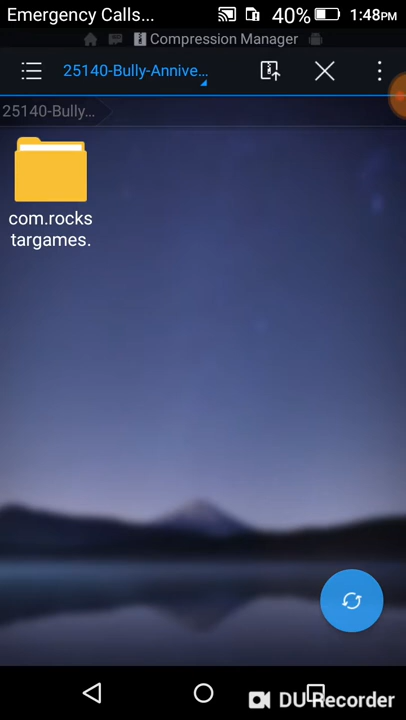 Emergency Calls... 40% 1:48PM
Compression Manager
25140-Bully-Annive...
25140-Bully...
com.rocks
targames.
DU Recorder